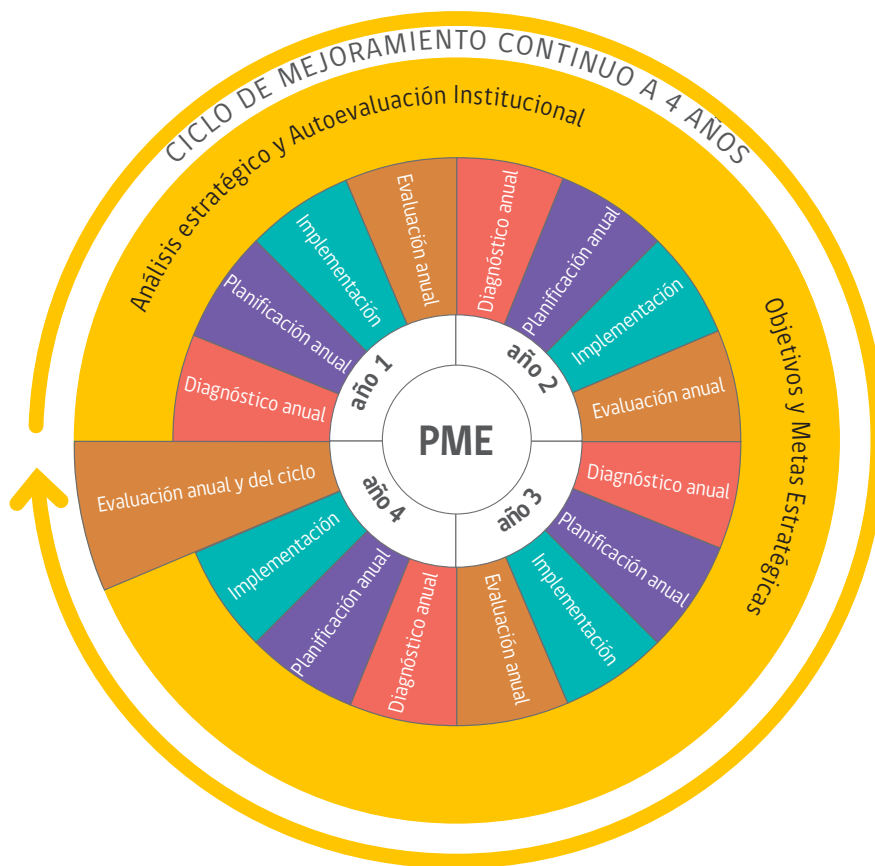 CICLO DE MEJORAMIENTO CONTINUO A 4 AÑOS
Análisis estratégico y Autoevaluación Institucional
Objetivos y Metas Estratégicas
PME
año 1
Diagnóstico anual
Planificación anual
Implementación
Evaluación anual
año 2
Diagnóstico anual
Planificación anual
Implementación
Evaluación anual
año 3
Diagnóstico anual
Planificación anual
Implementación
Evaluación anual
año 4
Diagnóstico anual
Planificación anual
Implementación
Evaluación anual y del ciclo